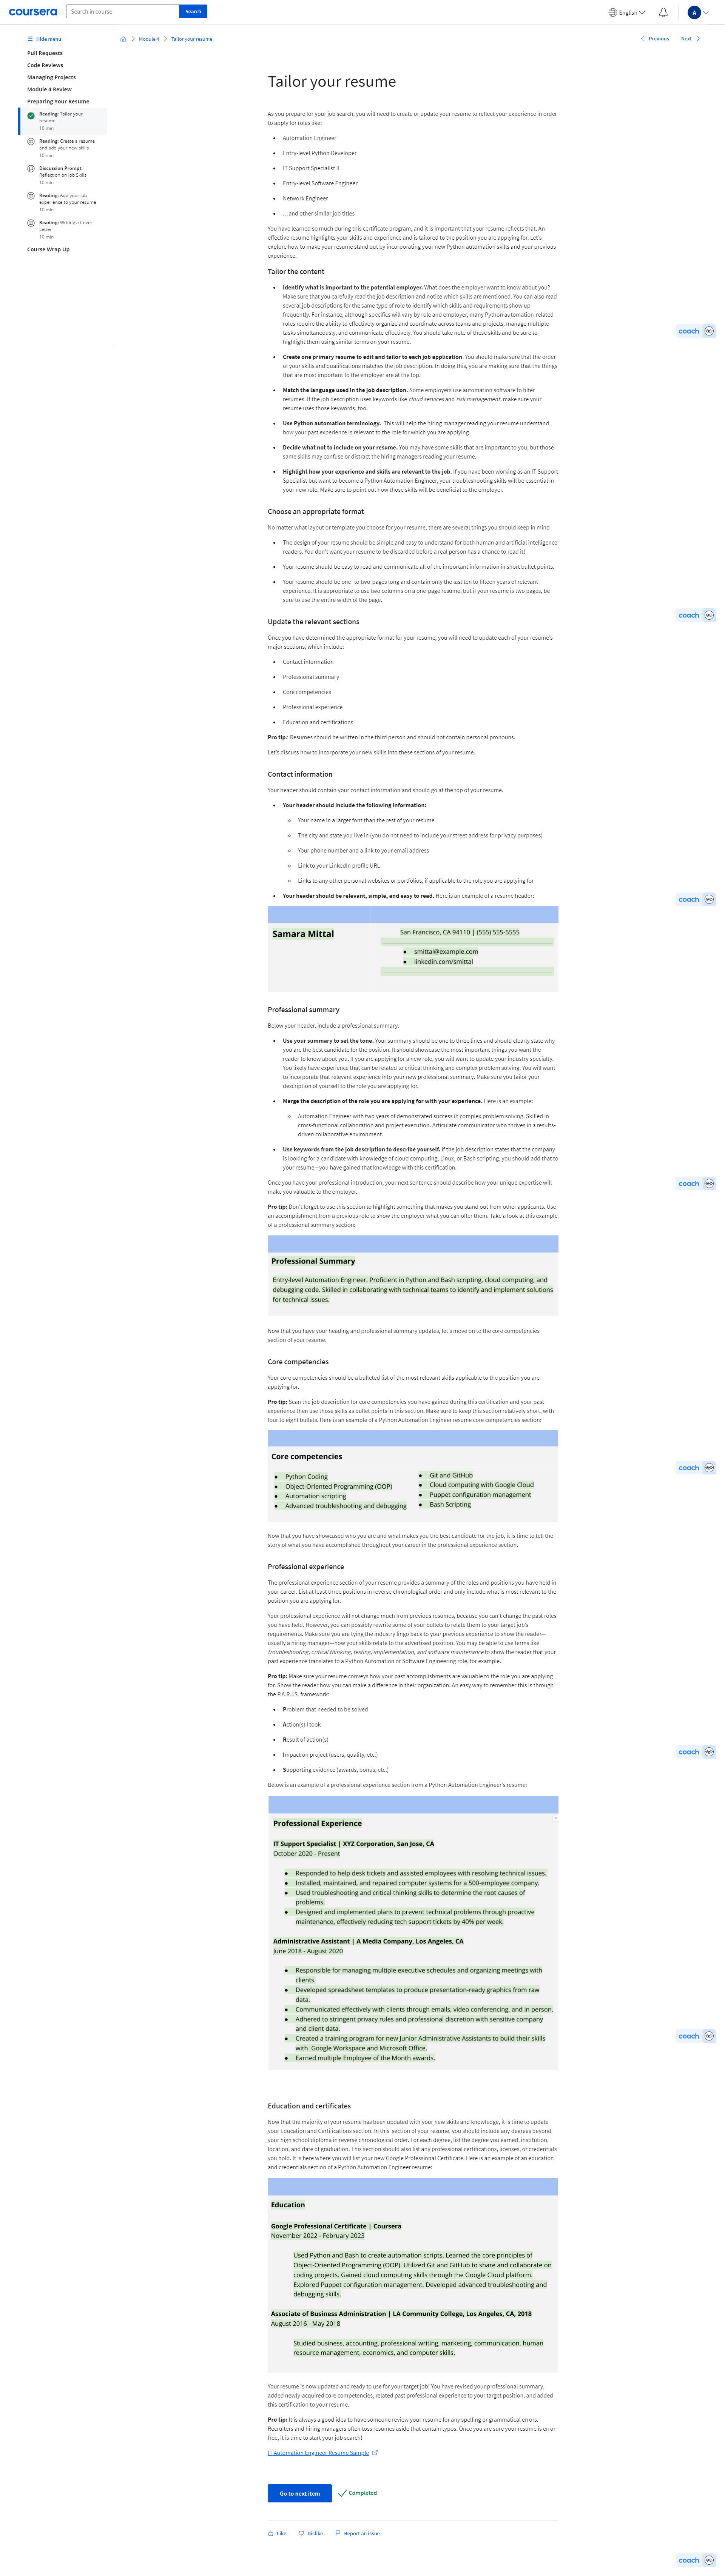 coursera
Search in course
Search
English
A
Hide menu
Pull Requests
Code Reviews
Managing Projects
Module 4 Review
Preparing Your Resume
Reading: Tailor your
resume
10 min
Reading: Create a resume
and add your new skills
10 min
Discussion Prompt:
Reflection on Job Skills
10 min
Reading: Add your job
experience to your resume
10 min
Reading: Writing a Cover
Letter
10 min
Course Wrap Up
Module 4
Tailor your resume
Previous
Next
Tailor your resume
As you prepare for your job search, you will need to create or update your resume to reflect your experience in order
to apply for roles like:
• Automation Engineer
• Entry-level Python Developer
• IT Support Specialist II
• Entry-level Software Engineer
• Network Engineer
• …and other similar job titles
You have learned so much during this certificate program, and it is important that your resume reflects that. An
effective resume highlights your skills and experience and is tailored to the position you are applying for. Let's
explore how to make your resume stand out by incorporating your new Python automation skills and your previous
experience.
Tailor the content
• Identify what is important to the potential employer. What does the employer want to know about you?
Make sure that you carefully read the job description and notice which skills are mentioned. You can also read
several job descriptions for the type of role to identify which requirements and skills show up
frequently. For instance, although specifics will vary by role and employer, many Python automation-related
roles require the ability to effectively organize and coordinate across teams and projects, manage multiple
tasks simultaneously, and communicate effectively. You should take note of these skills and be sure to
highlight them using similar terms on your resume.
• Create one primary resume to edit and tailor to each job application. You should make sure that the order
of your skills and qualifications matches the job description. In doing this, you are making sure that the things
that are most important to the employer are at the top.
• Match the language used in the job description. Some employers use automation software to filter
resumes. If the job description uses keywords like cloud services and risk management, make sure your
resume uses those keywords, too.
• Use Python automation terminology. This will help the hiring manager reading your resume understand
how your past experience is relevant to the role for which you are applying.
• Decide what not to include on your resume. You may have some skills that are important to you, but those
same skills may confuse or distract the hiring managers reading your resume.
• Highlight how your experience and skills are relevant to the job. If you have been working as an IT Support
Specialist but want to become a Python Automation Engineer, your troubleshooting skills will be essential in
your new role. Make sure to point out how those skills will be beneficial to the employer.
Choose an appropriate format
No matter what layout or template you choose for your resume, there are several things you should keep in mind
• The design of your resume should be simple and easy to understand for both human and artificial intelligence
readers. You don't want your resume to be discarded before a real person has a chance to read it!
• Your resume should be easy to read and communicate all of the important information in short bullet points.
• Your resume should be one- to two-pages long and contain only the last ten to fifteen years of relevant
experience. It is appropriate to use two columns on a one-page resume, but if your resume is two pages, be
sure to use the entire width of the page.
Update the relevant sections
Once you have determined the appropriate format for your resume, you will need to update each of your resume's
major sections, which include:
• Contact information
• Professional summary
• Core competencies
• Professional experience
• Education and certifications
Pro tip: Resumes should be written in the third person and should not contain personal pronouns.
Let's discuss how to incorporate your new skills into these sections of your resume.
Contact information
Your header should contain your contact information and should go at the top of your resume.
• Your header should include the following information:
○ Your name in a larger font than the rest of your resume
○ The city and state you live in (you do not need to include your street address for privacy purposes)
○ Your phone number and a link to your email address
○ Link to your LinkedIn profile URL
○ Links to any other personal websites or portfolios, if applicable to the role you are applying for
• Your header should be relevant, simple, and easy to read. Here is an example of a resume header:
Samara Mittal
San Francisco, CA 94110 | (555) 555-5555
● smittal@example.com
● linkedin.com/smittal
Professional summary
Below your header, include a professional summary.
• Use your summary to set the tone. Your summary should be one to three lines and should clearly state why
you are the best candidate for the position. It should showcase the most important things you want the
reader to know about you. If you are applying for a new role, you will want to update your industry specialty.
You likely have experience that can be related to critical thinking and complex problem solving. You will want
to incorporate that relevant experience into your new professional summary. Make sure you tailor your
description of yourself to the role you are applying for.
• Merge the description of the role you are applying for with your experience. Here is an example:
○ Automation Engineer with two years of demonstrated success in complex problem solving. Skilled in
cross-functional collaboration and project execution. Articulate communicator who thrives in a results-
driven collaborative environment.
• Use keywords from the job description to describe yourself. If the job description states that the company
is looking for a candidate with knowledge of cloud computing, Linux, or Bash scripting, you should add that to
your resume—you have gained that knowledge with this certification.
Once you have your professional introduction, your next sentence should describe how your unique expertise will
make you valuable to the employer.
Pro tip: Don't forget to use this section to highlight something that makes you stand out from other applicants. Use
an accomplishment from a previous role to show the employer what you can offer them. Take a look at this example
of a professional summary section:
Professional Summary
Entry-level Automation Engineer. Proficient in Python and Bash scripting, cloud computing, and
debugging code. Skilled in collaborating with technical teams to identify and implement solutions
for technical issues.
Now that you have your heading and professional summary updates, let's move on to the core competencies
section of your resume.
Core competencies
Your core competencies should be a bulleted list of the most relevant skills applicable to the position you are
applying for.
Pro tip: Scan the job description for core competencies you have gained during this certification and your past
experience then use those skills as bullet points in this section. Make sure to keep this section relatively short, with
four to eight bullets. Here is an example of a Python Automation Engineer resume core competencies section:
Core competencies
● Python Coding
● Object-Oriented Programming (OOP)
● Automation scripting
● Advanced troubleshooting and debugging
● Git and GitHub
● Cloud computing with Google Cloud
● Puppet configuration management
● Bash Scripting
Now that you have showcased who you are and what makes you the best candidate for the job, it is time to tell the
story of what you have accomplished throughout your career in the professional experience section.
Professional experience
The professional experience section of your resume provides a summary of the roles and positions you have held in
your career. List at least three positions in reverse chronological order and only include what is most relevant to the
position you are applying for.
Your professional experience will not change much from previous resumes, because you can't change the past roles
you have held. However, you can possibly rewrite some of your bullets to relate them to your target job's
requirements. Make sure you are tying the industry lingo back to your previous experience to show the reader—
usually a hiring manager—how your skills relate to the advertised position. You may be able to use terms like
troubleshooting, critical thinking, testing, implementation, and software maintenance to show the reader that your
past experience translates to a Python Automation or Software Engineering role, for example.
Pro tip: Make sure your resume conveys how your past accomplishments are valuable to the role you are applying
for. Show the reader how you can make a difference in their organization. An easy way to remember this is through
the P.A.R.I.S. framework:
• Problem that needed to be solved
• Action(s) I took
• Result of action(s)
• Impact on project (users, quality, etc.)
• Supporting evidence (awards, bonus, etc.)
Below is an example of a professional experience section from a Python Automation Engineer's resume:
Professional Experience
IT Support Specialist | XYZ Corporation, San Jose, CA
October 2020 - Present
● Responded to help desk tickets and assisted employees with resolving technical issues.
● Installed, maintained, and repaired computer systems for a 500-employee company.
● Used troubleshooting and critical thinking skills to determine the root causes of
problems.
● Designed and implemented plans to prevent technical problems through proactive
maintenance, effectively reducing tech support tickets by 40% per week.
Administrative Assistant | A Media Company, Los Angeles, CA
June 2018 - August 2020
● Responsible for managing multiple executive schedules and organizing meetings with
clients.
● Developed spreadsheet templates to produce presentation-ready graphics from raw
data.
● Communicated effectively with clients through emails, video conferencing, and in person.
● Adhered to stringent privacy rules and professional discretion with sensitive company
and client data.
● Created a training program for new Junior Administrative Assistants to build their skills
with Google Workspace and Microsoft Office.
● Earned multiple Employee of the Month awards.
Education and certificates
Now that the majority of your resume has been updated with your new skills and knowledge, it is time to update
your Education and Certifications section. In this section of your resume, you should include any degrees beyond
your high school diploma in reverse chronological order. For each degree, list the degree you earned, institution,
location, and date of graduation. This section should also list any professional certifications, licenses, or credentials
you hold. It is here where you will list your new Google Professional Certificate. Here is an example of an education
and credentials section of a Python Automation Engineer resume:
Education
Google Professional Certificate | Coursera
November 2022 - February 2023
Used Python and Bash to create automation scripts. Learned the core principles of
Object-Oriented Programming (OOP). Utilized Git and GitHub to share and collaborate on
coding projects. Gained cloud computing skills through the Google Cloud platform.
Explored Puppet configuration management. Developed advanced troubleshooting and
debugging skills.
Associate of Business Administration | LA Community College, Los Angeles, CA, 2018
August 2016 - May 2018
Studied business, accounting, professional writing, marketing, communication, human
resource management, economics, and computer skills.
Your resume is now updated and ready to use for your target job! You have revised your professional summary,
added newly-acquired core competencies, related past professional experience to your target position, and added
this certification to your resume.
Pro tip: It is always a good idea to have someone review your resume for any spelling or grammatical errors.
Recruiters and hiring managers often toss resumes aside that contain typos. Once you are sure your resume is error-
free, it is time to start your job search!
IT Automation Engineer Resume Sample
Go to next item
Completed
Like
Dislike
Report an issue
coach
coach
coach
coach
coach
coach
coach
coach